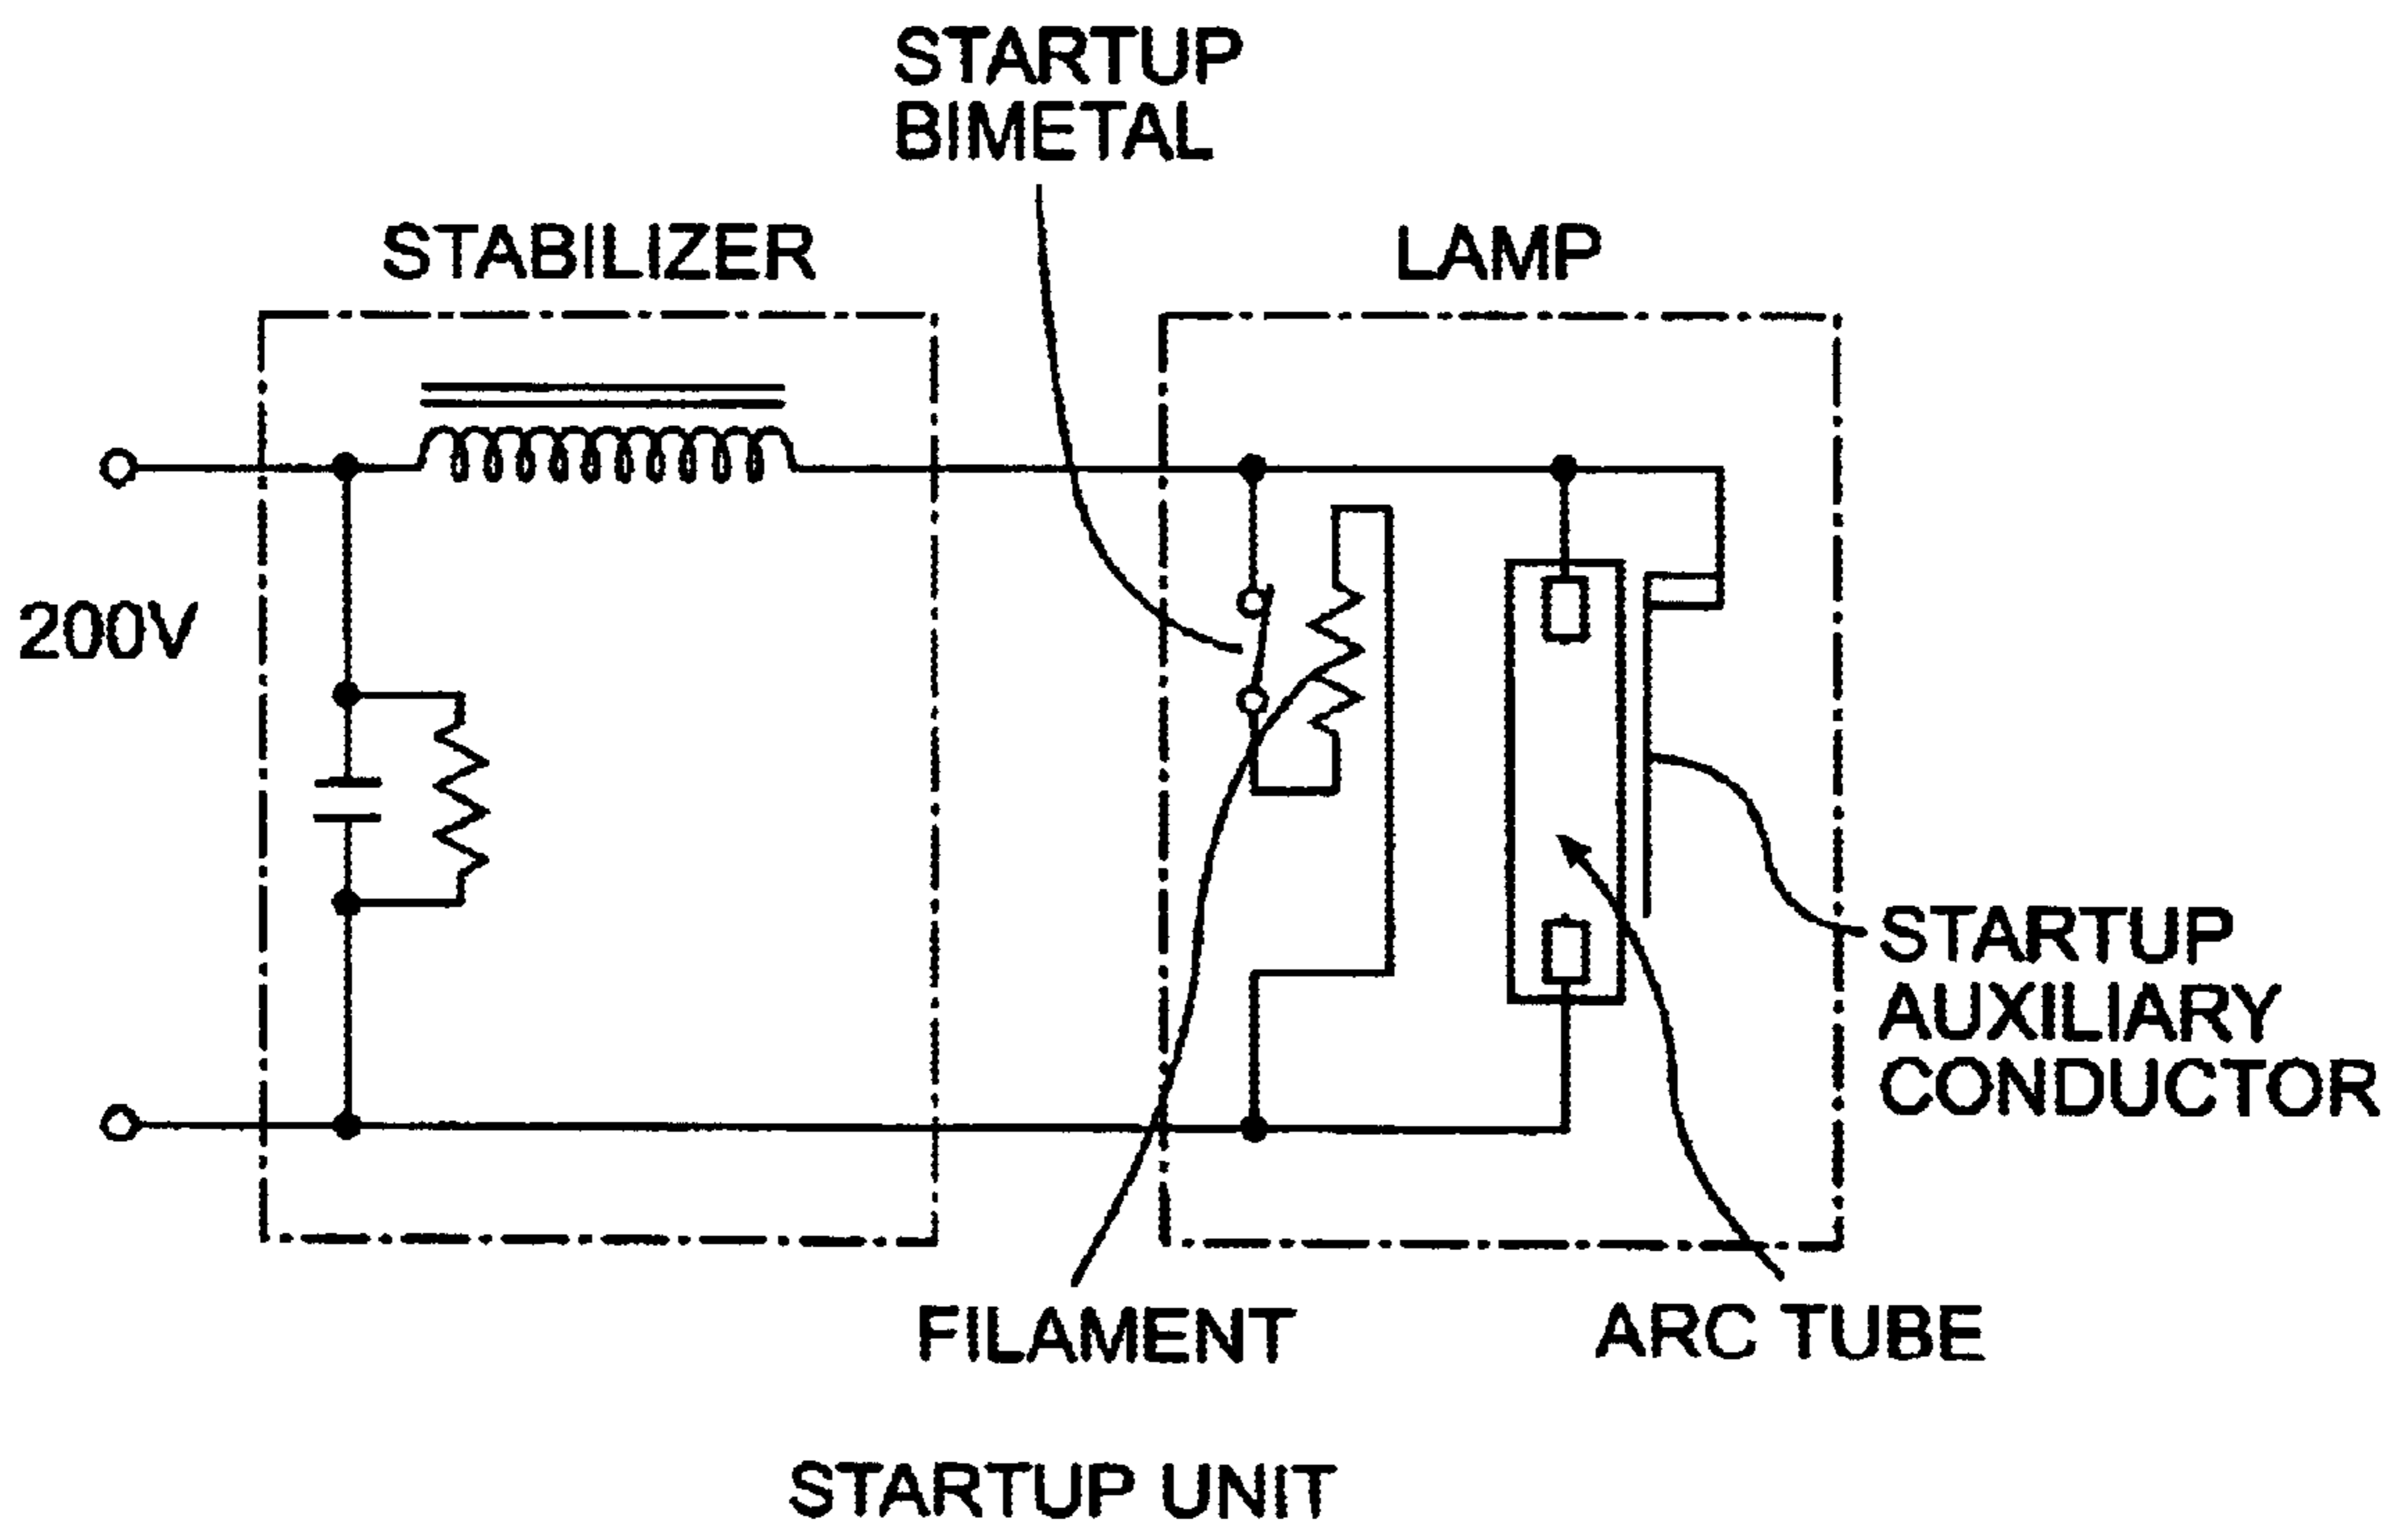 STARTUP
BIMETAL
STABILIZER
LAMP
200V
STARTUP
AUXILIARY
CONDUCTOR
FILAMENT
ARC TUBE
STARTUP UNIT